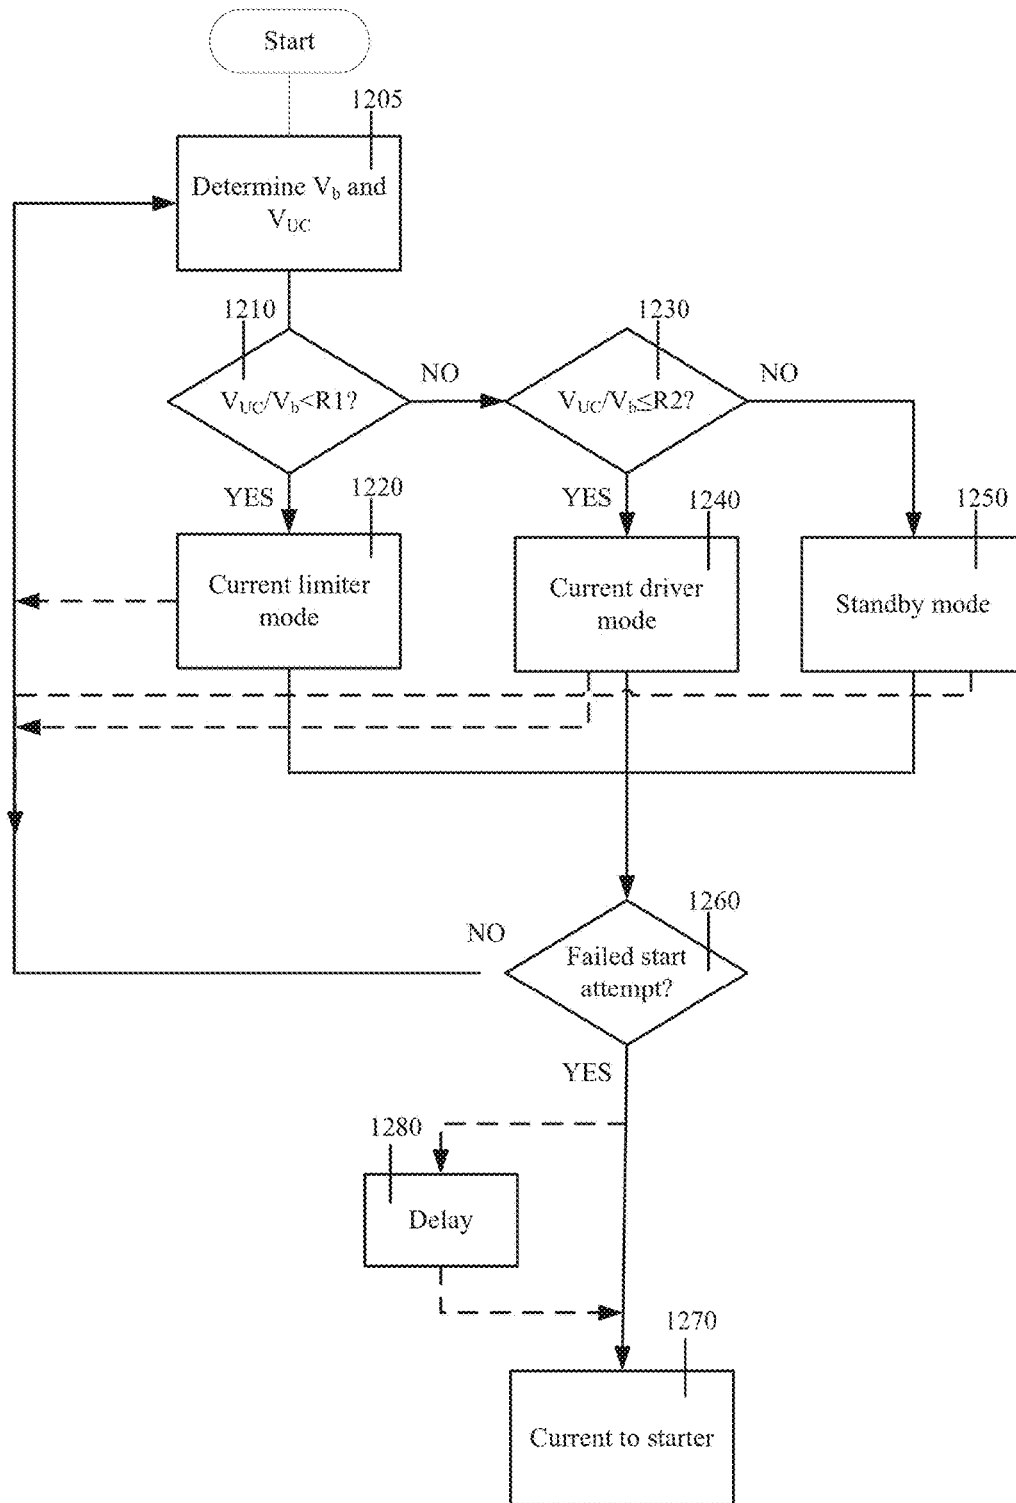 Start
1205
Determine Vb and
VUC
1210
VUC/Vb<R1?
NO
1230
VUC/Vb≤R2?
NO
YES
1220
Current limiter
mode
YES
1240
Current driver
mode
1250
Standby mode
1260
Failed start
attempt?
NO
YES
1280
Delay
1270
Current to starter